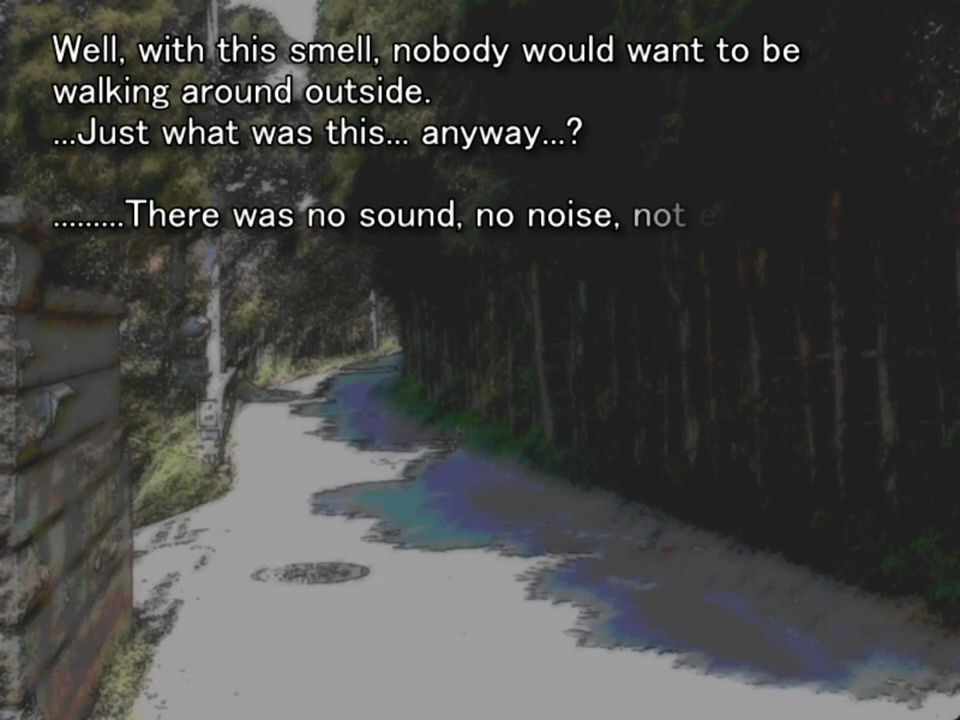 Well, with this smell, nobody would want to be
walking around outside.
...Just what was this... anyway...?
.........There was no sound, no noise, not